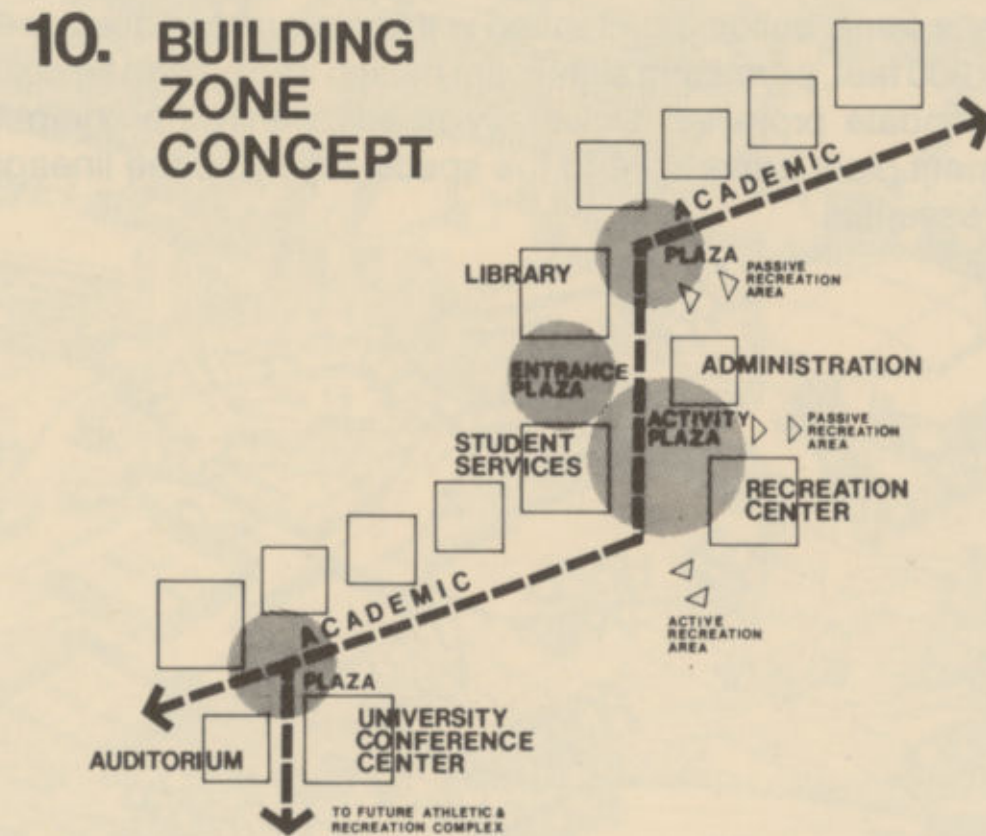 10. BUILDING
ZONE
CONCEPT
ACADEMIC
PLAZA
LIBRARY
PASSIVE
RECREATION
AREA
ENTRANCE
PLAZA
ADMINISTRATION
ACTIVITY
PLAZA
PASSIVE
RECREATION
AREA
STUDENT
SERVICES
RECREATION
CENTER
ACADEMIC
ACTIVE
RECREATION
AREA
PLAZA
AUDITORIUM
UNIVERSITY
CONFERENCE
CENTER
TO FUTURE ATHLETIC &
RECREATION COMPLEX